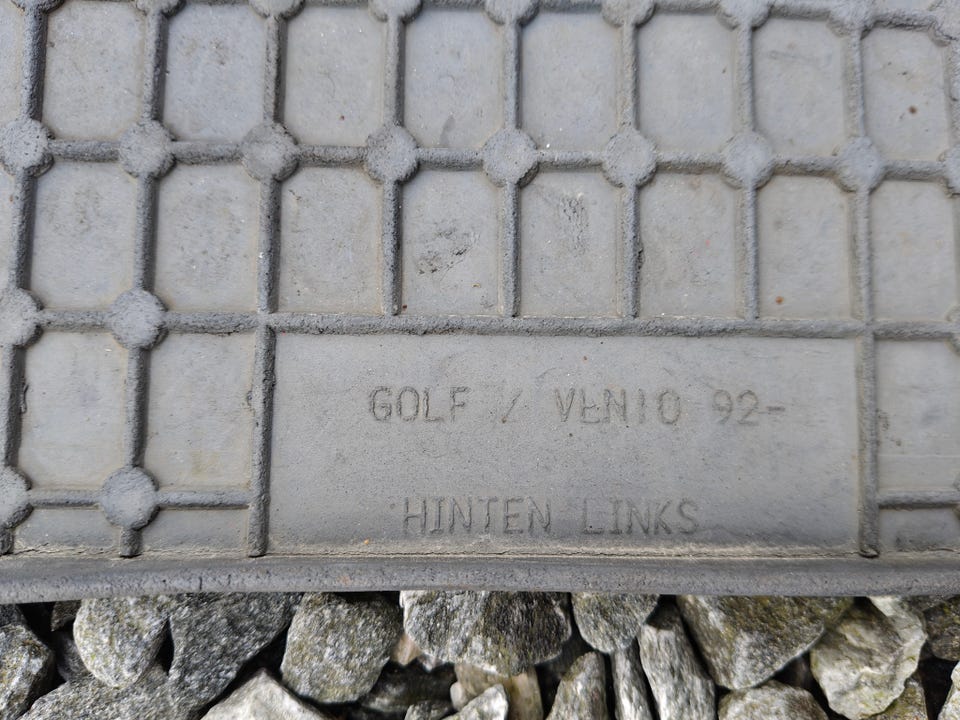 GOLF / VENTO 92-
HINTEN LINKS